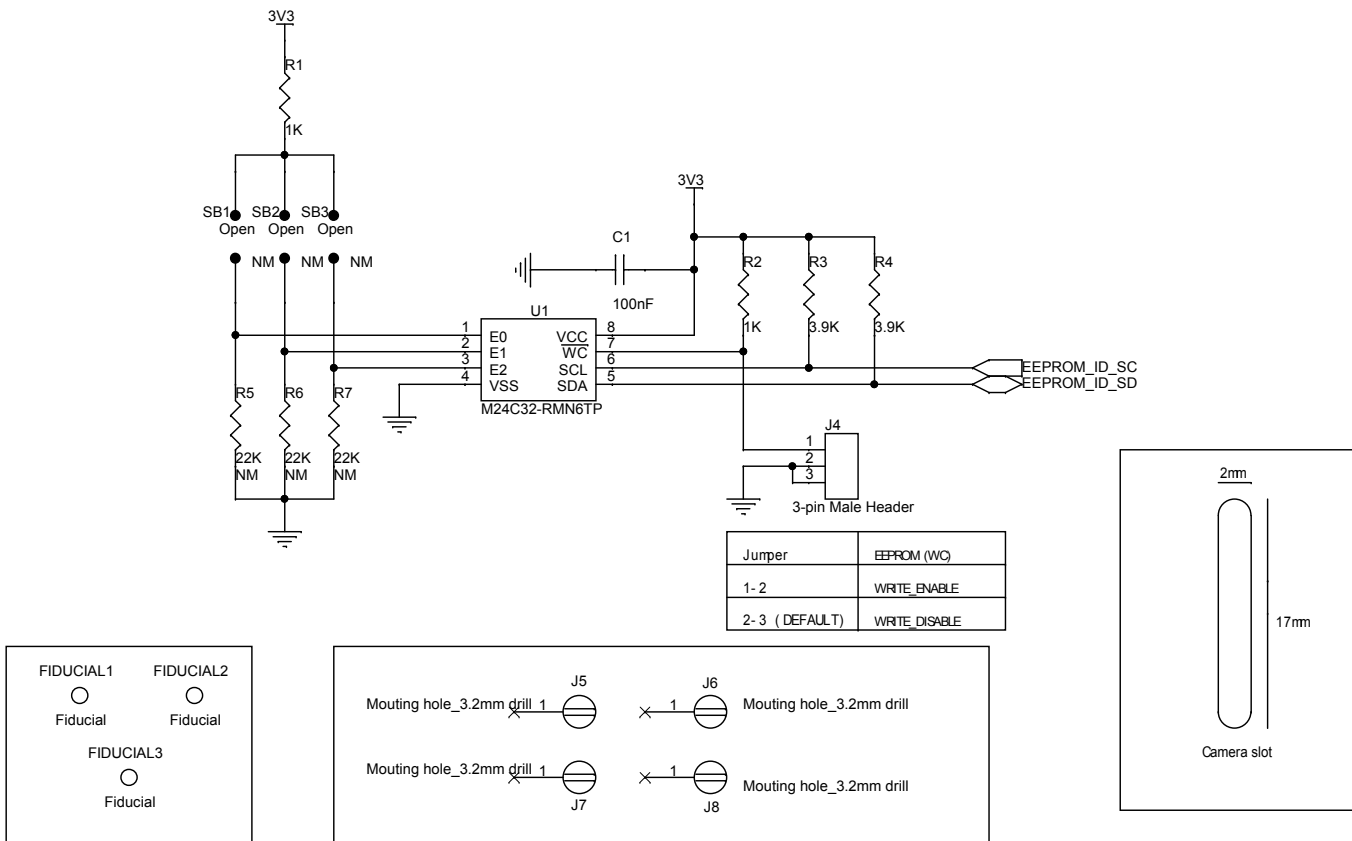 3V3
R1
1K
SB1 SB2 SB3
Open Open Open
NM NM NM
3V3
C1
100nF
R2 R3 R4
1K 3.9K 3.9K
U1
1 E0 VCC 8
2 E1 WC 7
3 E2 SCL 6
4 VSS SDA 5
M24C32-RMN6TP
EEPROM_ID_SC
EEPROM_ID_SD
R5 R6 R7
22K 22K 22K
NM NM NM
J4
1
2
3
3-pin Male Header
Jumper EEPROM (WC)
1-2 WRITE_ENABLE
2-3 (DEFAULT) WRITE_DISABLE
2mm
17mm
Camera slot
FIDUCIAL1 FIDUCIAL2
Fiducial Fiducial
FIDUCIAL3
Fiducial
J5 J6
Mouting hole_3.2mm drill 1 1 Mouting hole_3.2mm drill
Mouting hole_3.2mm drill 1 1 Mouting hole_3.2mm drill
J7 J8